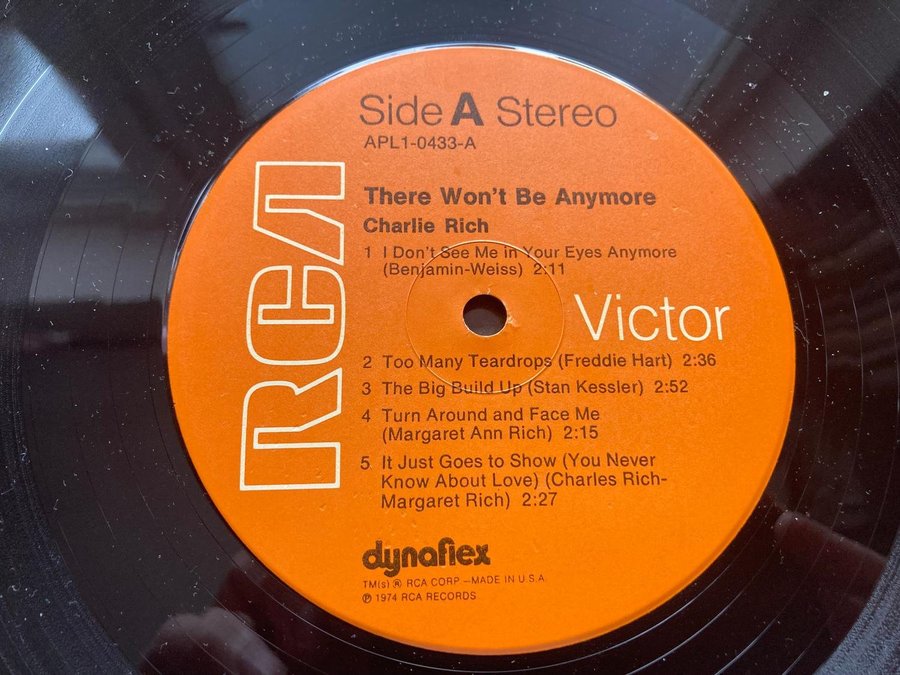 Side A Stereo
APL1-0433-A
RCA
There Won't Be Anymore
Charlie Rich
1 I Don't See Me in Your Eyes Anymore
(Benjamin-Weiss) 2:11
Victor
2 Too Many Teardrops (Freddie Hart) 2:36
3 The Big Build Up (Stan Kessler) 2:52
4 Turn Around and Face Me
(Margaret Ann Rich) 2:15
5 It Just Goes to Show (You Never
Know About Love) (Charles Rich-
Margaret Rich) 2:27
dynaflex
TM(s) ® RCA CORP —MADE IN U.S.A.
℗ 1974 RCA RECORDS